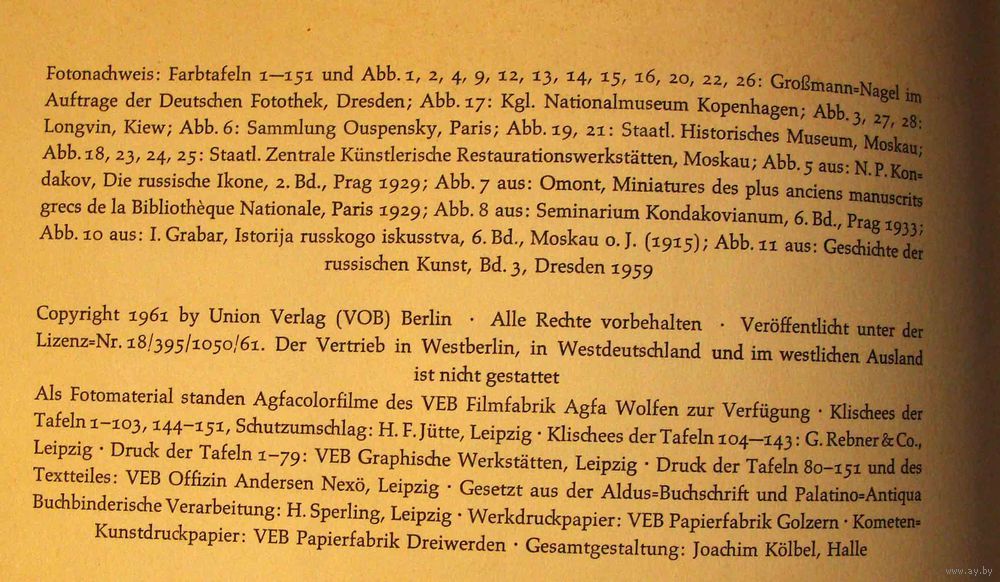 Fotonachweis: Farbtafeln 1—151 und Abb. 1, 2, 4, 9, 12, 13, 14, 15, 16, 20, 22, 26: Großmann=Nagel im
Auftrage der Deutschen Fotothek, Dresden; Abb. 17: Kgl. Nationalmuseum Kopenhagen; Abb. 3, 27, 28:
Longvin, Kiew; Abb. 6: Sammlung Ouspensky, Paris; Abb. 19, 21: Staatl. Historisches Museum, Moskau;
Abb. 18, 23, 24, 25: Staatl. Zentrale Künstlerische Restaurationswerkstätten, Moskau; Abb. 5 aus: N. P. Kon=
dakov, Die russische Ikone, 2. Bd., Prag 1929; Abb. 7 aus: Omont, Miniatures des plus anciens manuscrits
grecs de la Bibliothèque Nationale, Paris 1929; Abb. 8 aus: Seminarium Kondakovianum, 6. Bd., Prag 1933;
Abb. 10 aus: I. Grabar, Istorija russkogo iskusstva, 6. Bd., Moskau o. J. (1915); Abb. 11 aus: Geschichte der
russischen Kunst, Bd. 3, Dresden 1959
Copyright 1961 by Union Verlag (VOB) Berlin · Alle Rechte vorbehalten · Veröffentlicht unter der
Lizenz=Nr. 18/395/1050/61. Der Vertrieb in Westberlin, in Westdeutschland und im westlichen Ausland
ist nicht gestattet
Als Fotomaterial standen Agfacolorfilme des VEB Filmfabrik Agfa Wolfen zur Verfügung · Klischees der
Tafeln 1–103, 144–151, Schutzumschlag: H. F. Jütte, Leipzig · Klischees der Tafeln 104–143: G. Rebner & Co.,
Leipzig · Druck der Tafeln 1–79: VEB Graphische Werkstätten, Leipzig · Druck der Tafeln 80–151 und des
Textteiles: VEB Offizin Andersen Nexö, Leipzig · Gesetzt aus der Aldus=Buchschrift und Palatino=Antiqua
Buchbinderische Verarbeitung: H. Sperling, Leipzig · Werkdruckpapier: VEB Papierfabrik Golzern · Kometen=
Kunstdruckpapier: VEB Papierfabrik Dreiwerden · Gesamtgestaltung: Joachim Kölbel, Halle
www.ay.by